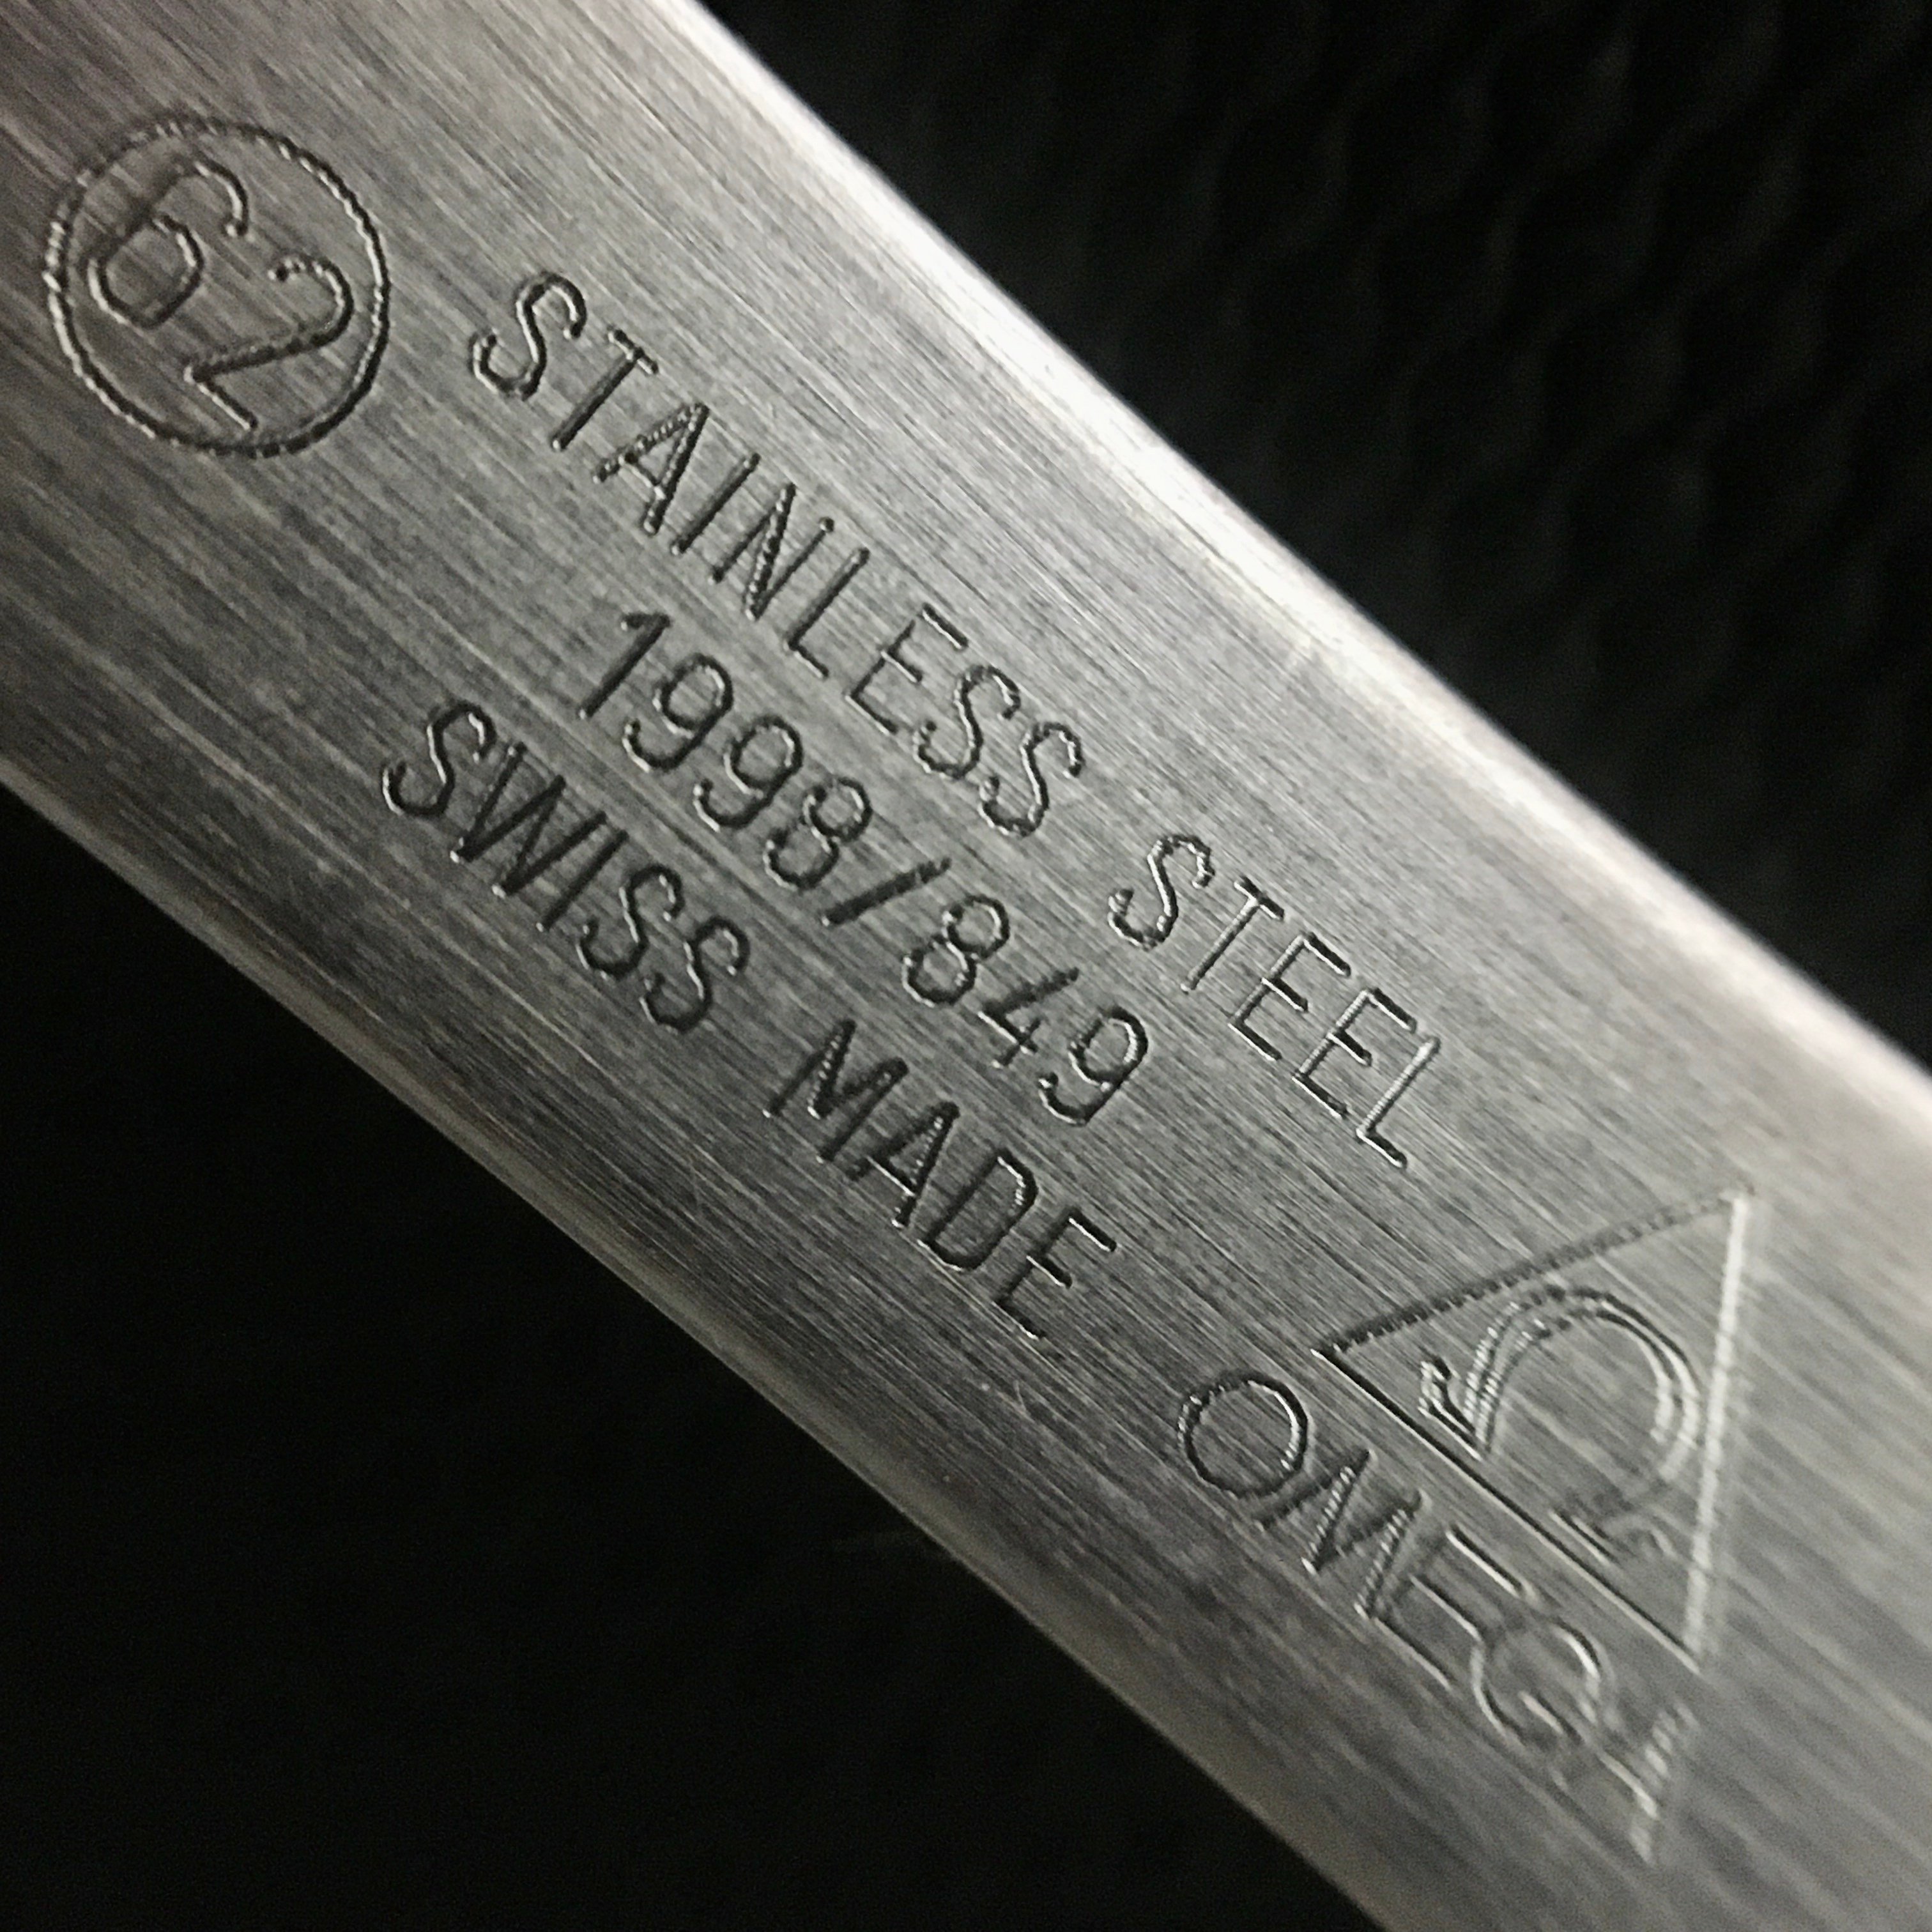 62
STAINLESS STEEL
1998/849
SWISS MADE
Ω
OMEGA